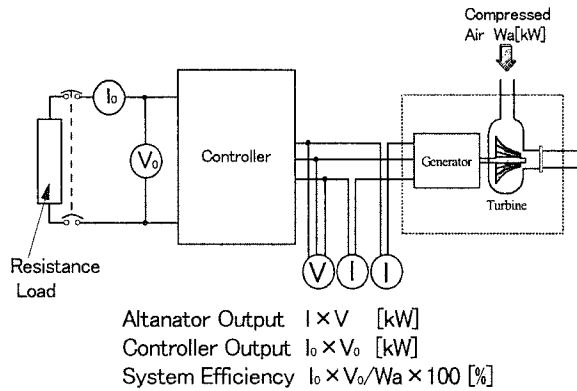 Compressed
Air Wa[kW]
I₀
V₀
Controller
Generator
Turbine
Resistance
Load
V
I
I
Altanator Output I×V [kW]
Controller Output I₀×V₀ [kW]
System Efficiency I₀×V₀/Wa×100 [%]